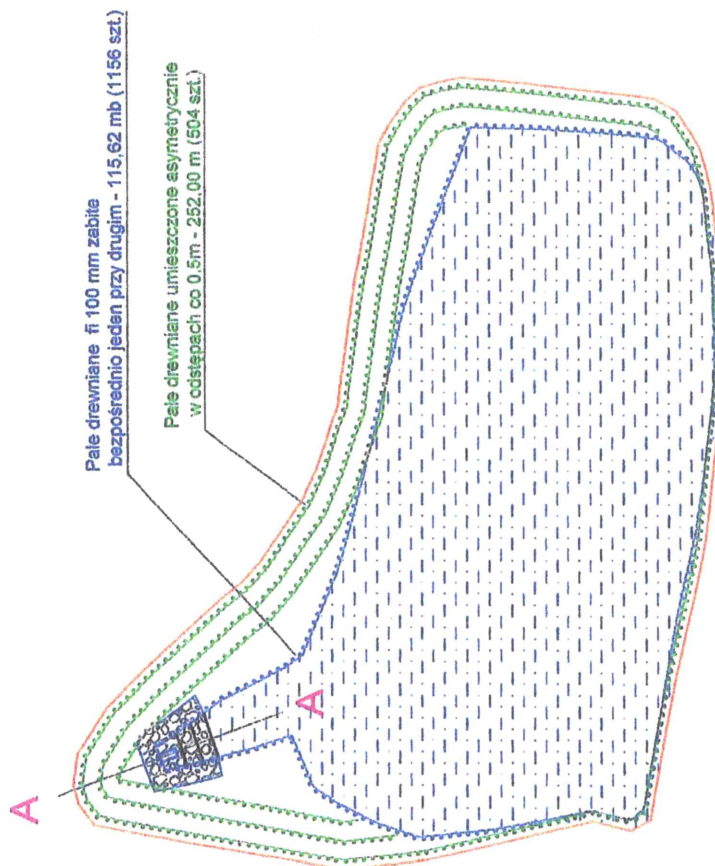 Pale drewniane fi 100 mm zabite
bezpośrednio jeden przy drugim - 115,62 mb (1156 szt.)
Pale drewniane umieszczone asymetrycznie
w odstępach co 0,5m - 252,00 m (504 szt.)
A
A